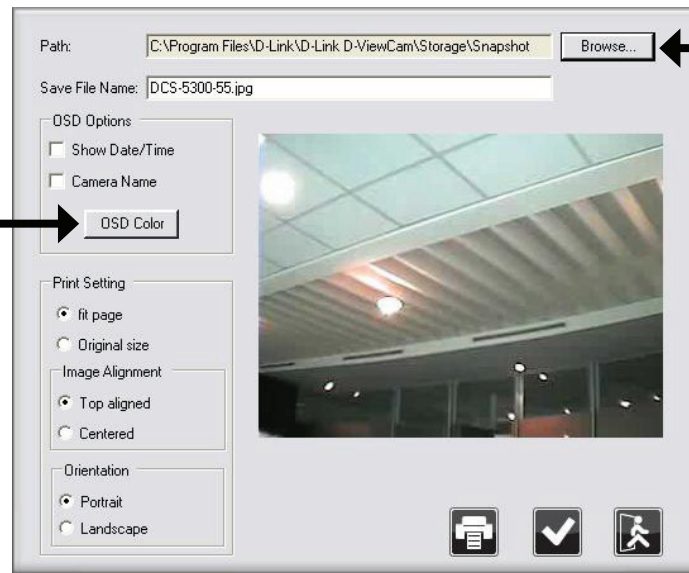 Path: C:\Program Files\D-Link\D-Link D-ViewCam\Storage\Snapshot Browse...
Save File Name: DCS-5300-55.jpg
OSD Options
Show Date/Time
Camera Name
OSD Color
Print Setting
fit page
Original size
Image Alignment
Top aligned
Centered
Orientation
Portrait
Landscape